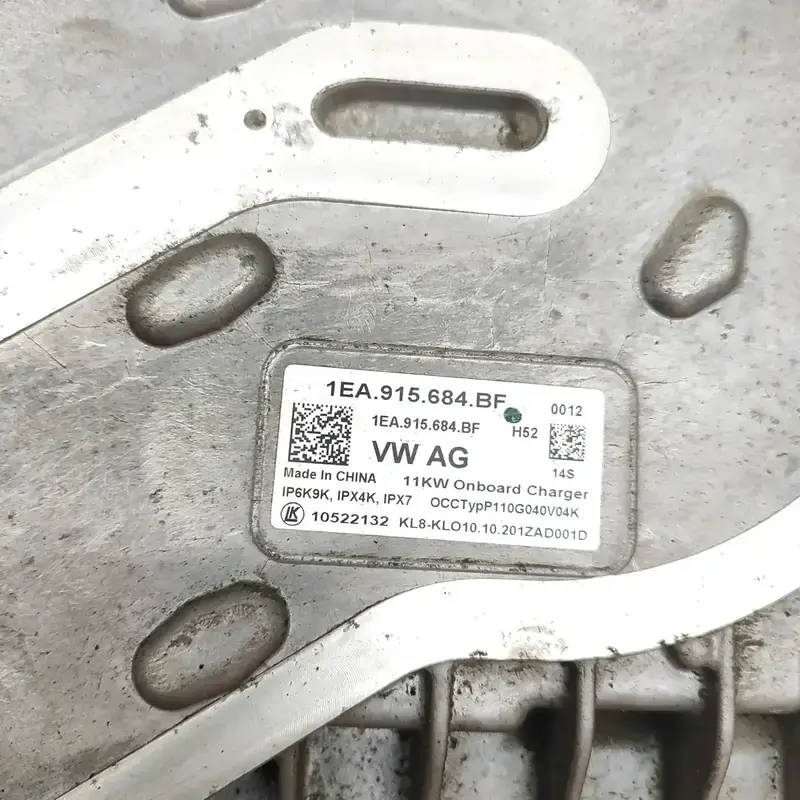 1EA.915.684.BF
0012
1EA.915.684.BF
H52
VW AG
14S
Made In CHINA
11KW Onboard Charger
IP6K9K, IPX4K, IPX7
OCCTypP110G040V04K
LK 10522132 KL8-KLO10.10.201ZAD001D